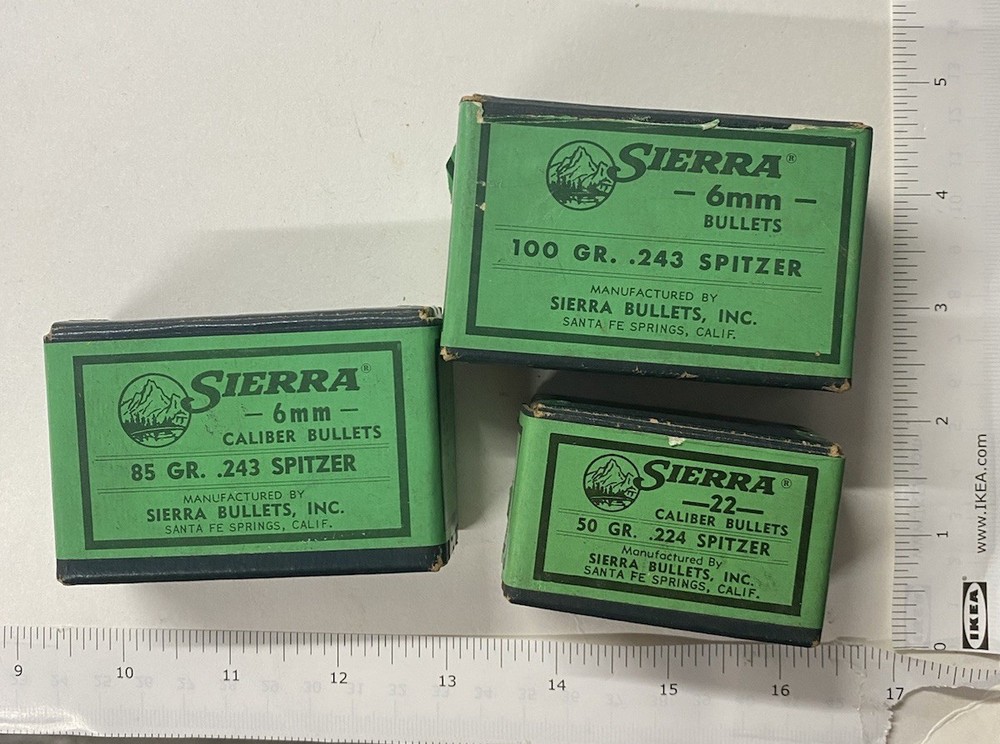 SIERRA®
— 6mm —
BULLETS
100 GR. .243 SPITZER
MANUFACTURED BY
SIERRA BULLETS, INC.
SANTA FE SPRINGS, CALIF.
SIERRA®
— 6mm —
CALIBER BULLETS
85 GR. .243 SPITZER
MANUFACTURED BY
SIERRA BULLETS, INC.
SANTA FE SPRINGS, CALIF.
SIERRA®
—22—
CALIBER BULLETS
50 GR. .224 SPITZER
Manufactured By
SIERRA BULLETS, INC.
SANTA FE SPRINGS, CALIF.
5
4
3
2
1
0
www.IKEA.com
IKEA®
9 10 11 12 13 14 15 16 17